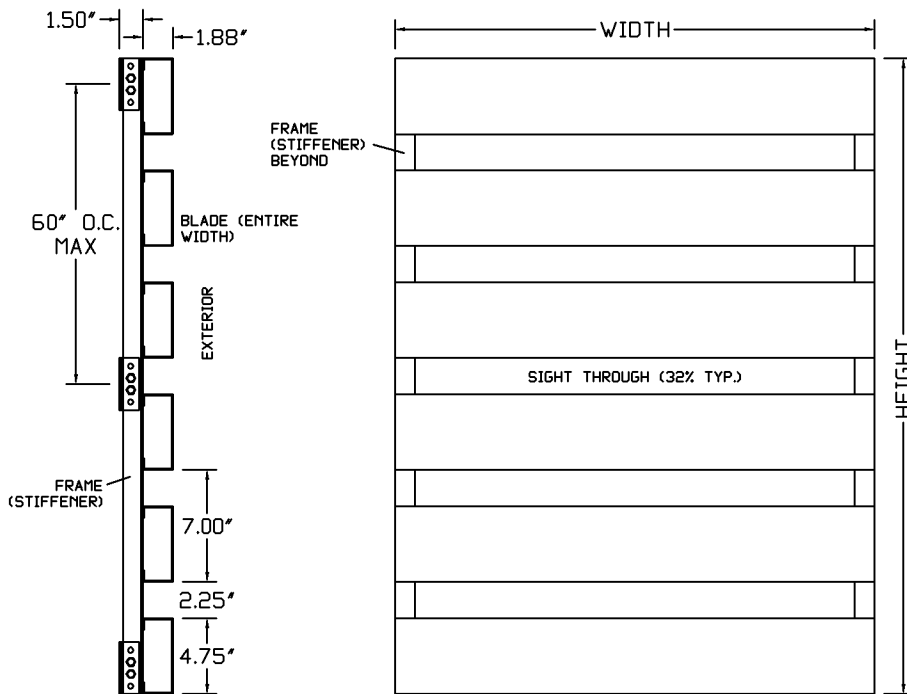 1.50"
1.88"
WIDTH
FRAME
(STIFFENER)
BEYOND
60" O.C.
MAX
BLADE (ENTIRE
WIDTH)
EXTERIOR
HEIGHT
SIGHT THROUGH (32% TYP.)
FRAME
(STIFFENER)
7.00"
2.25"
4.75"